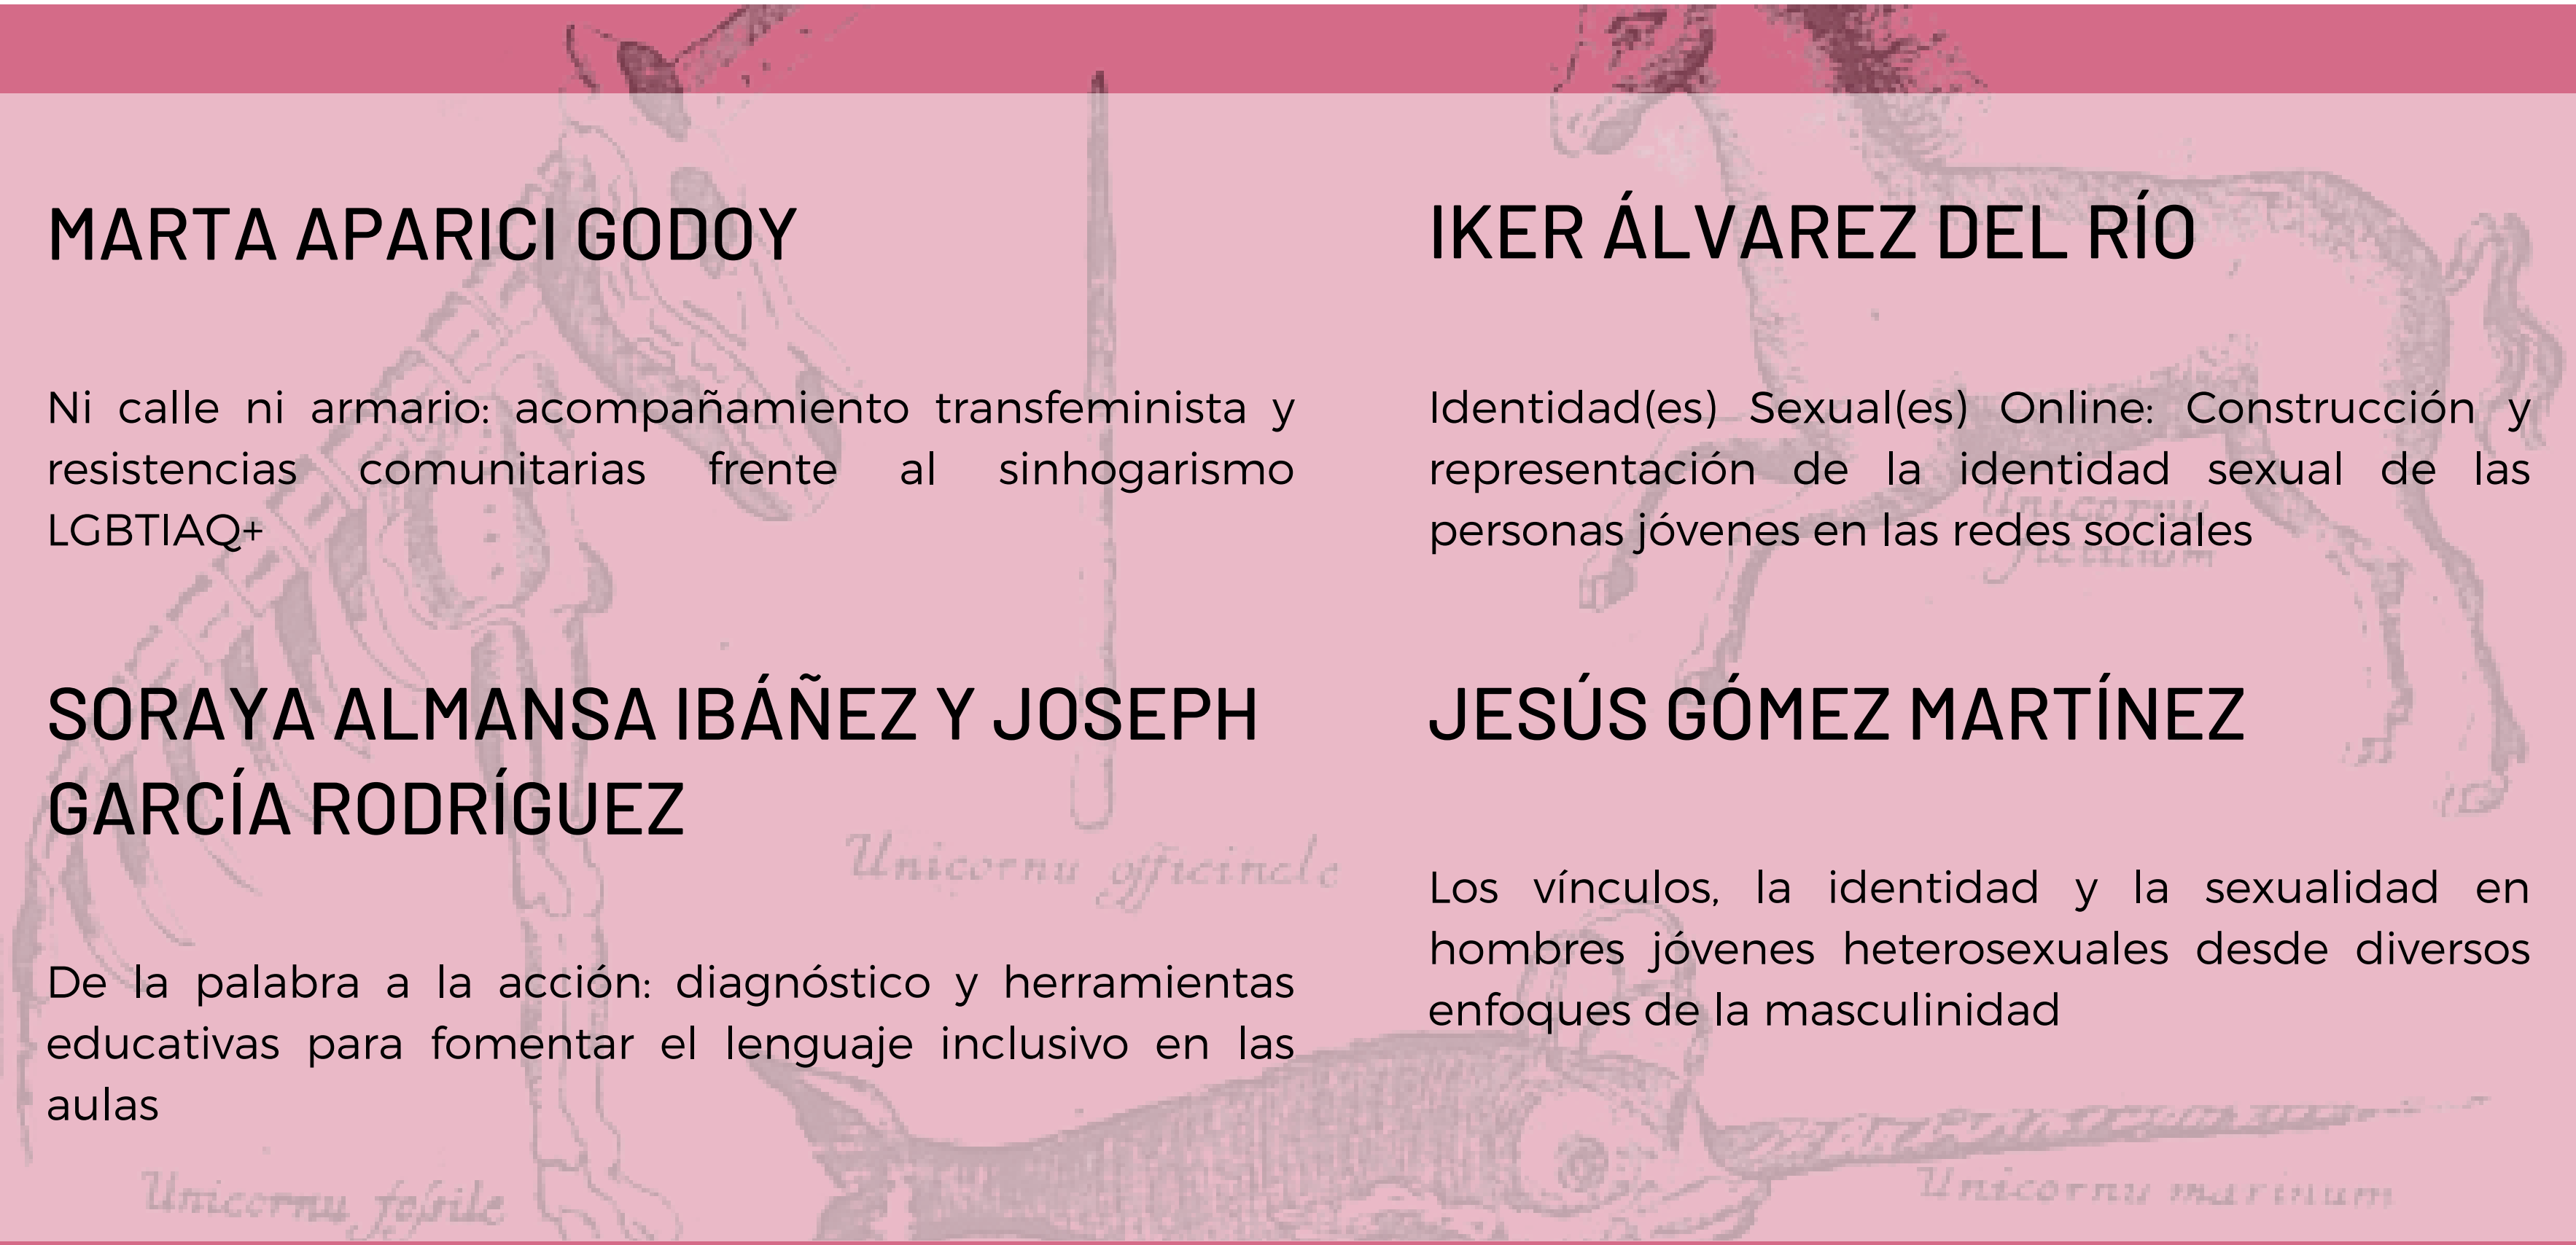 MARTA APARICI GODOY
Ni calle ni armario: acompañamiento transfeminista y
resistencias comunitarias frente al sinhogarismo
LGBTIAQ+
SORAYA ALMANSA IBÁÑEZ Y JOSEPH
GARCÍA RODRÍGUEZ
De la palabra a la acción: diagnóstico y herramientas
educativas para fomentar el lenguaje inclusivo en las
aulas
IKER ÁLVAREZ DEL RÍO
Identidad(es) Sexual(es) Online: Construcción y
representación de la identidad sexual de las
personas jóvenes en las redes sociales
JESÚS GÓMEZ MARTÍNEZ
Los vínculos, la identidad y la sexualidad en
hombres jóvenes heterosexuales desde diversos
enfoques de la masculinidad
Unicornu
Unicornu officinale
Unicornu fossile
Unicornu marinum